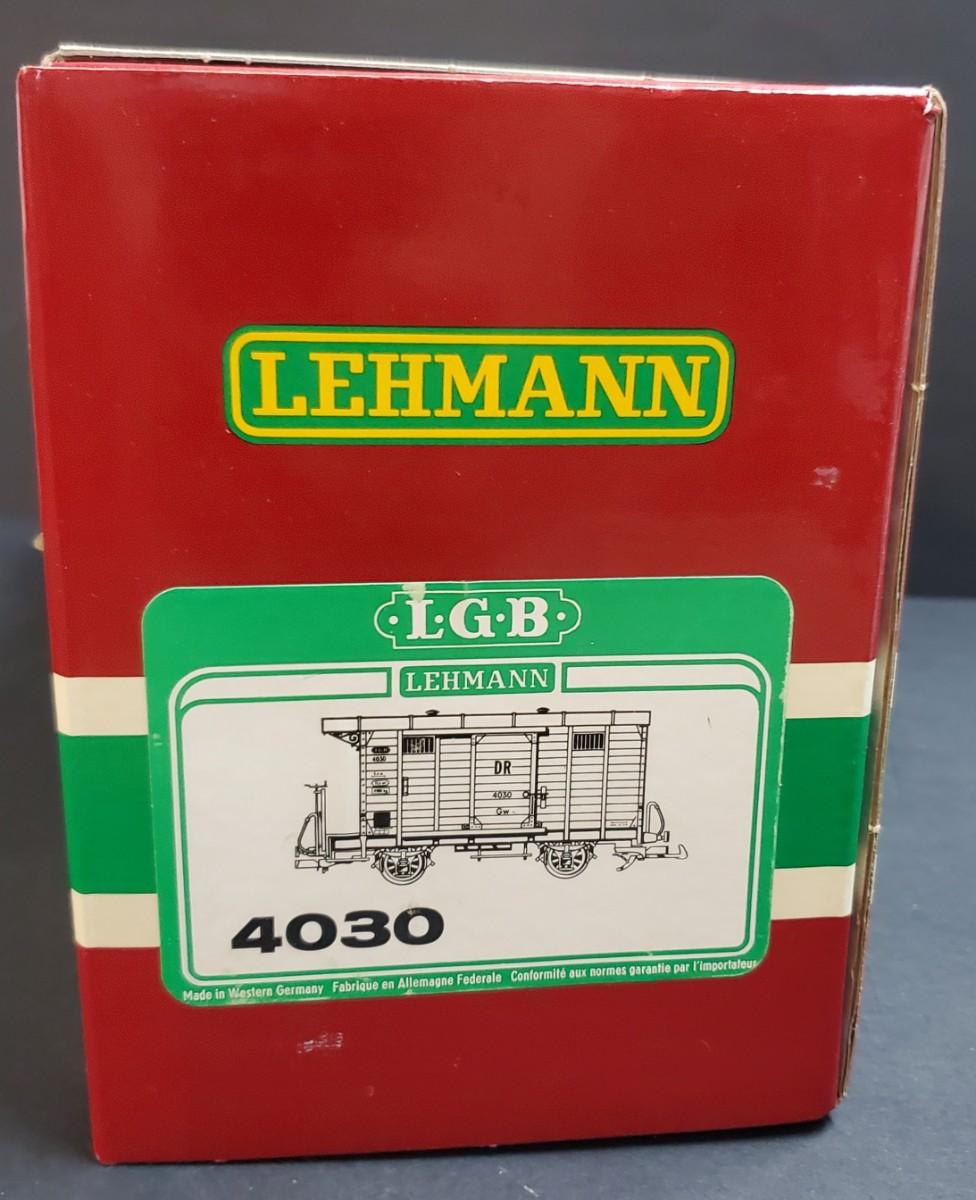 LEHMANN
L·G·B
LEHMANN
4030
DR
4030
Gw
4030
Made in Western Germany Fabrique en Allemagne Federale Conformité aux normes garantie par l'importateur